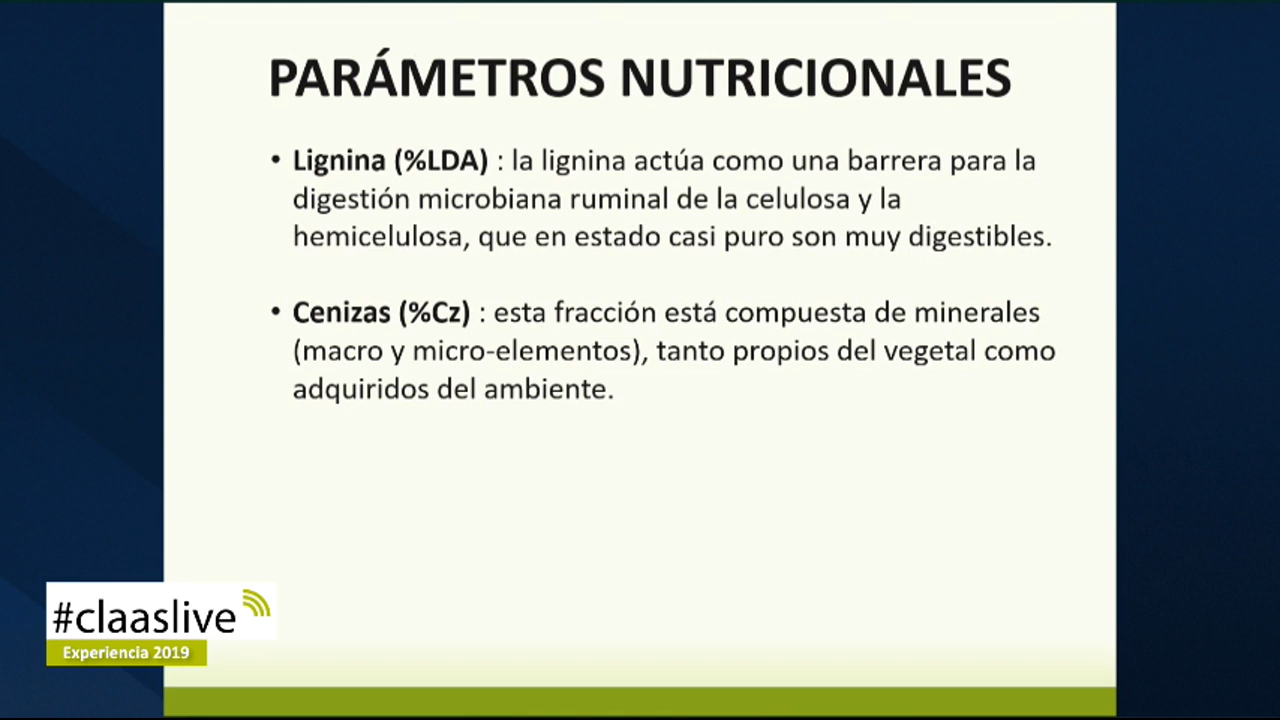 PARÁMETROS NUTRICIONALES
• Lignina (%LDA) : la lignina actúa como una barrera para la
digestión microbiana ruminal de la celulosa y la
hemicelulosa, que en estado casi puro son muy digestibles.
• Cenizas (%Cz) : esta fracción está compuesta de minerales
(macro y micro-elementos), tanto propios del vegetal como
adquiridos del ambiente.
#claaslive
Experiencia 2019